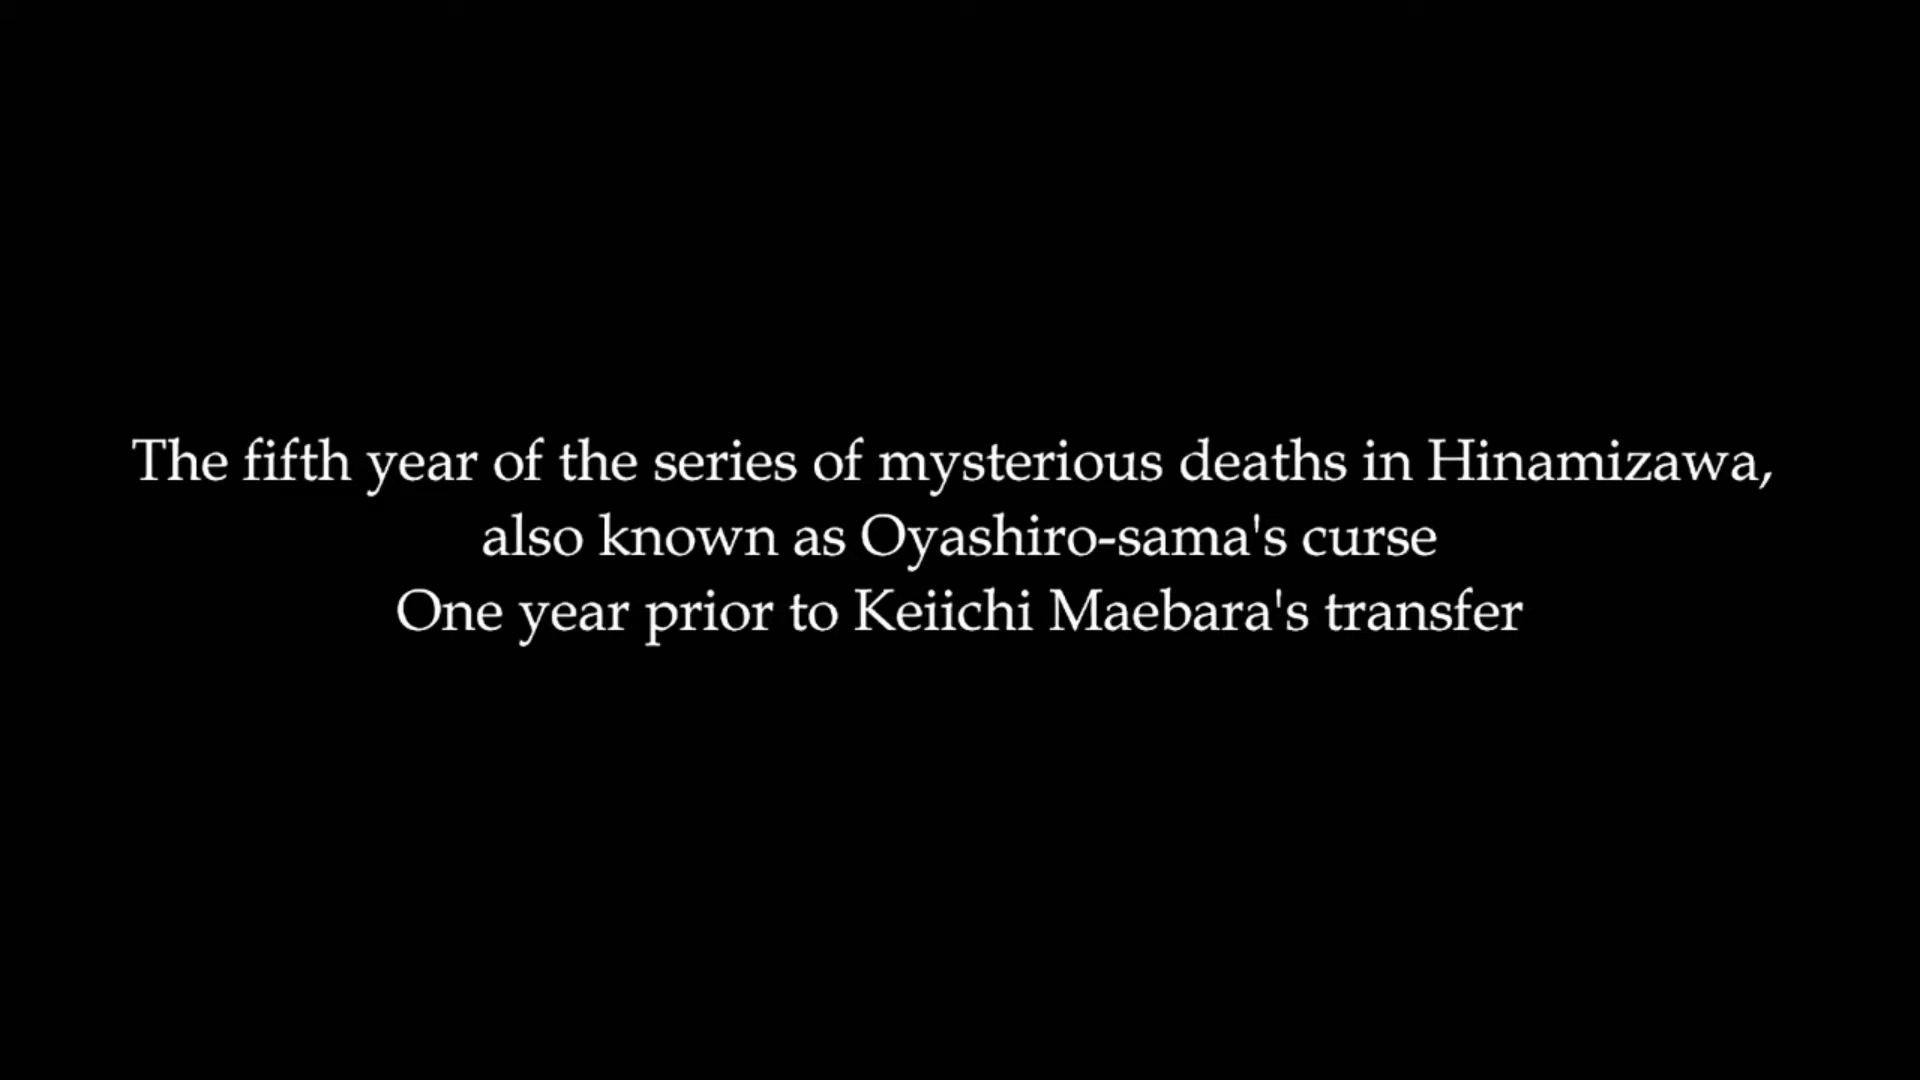 The fifth year of the series of mysterious deaths in Hinamizawa,
also known as Oyashiro-sama's curse
One year prior to Keiichi Maebara's transfer